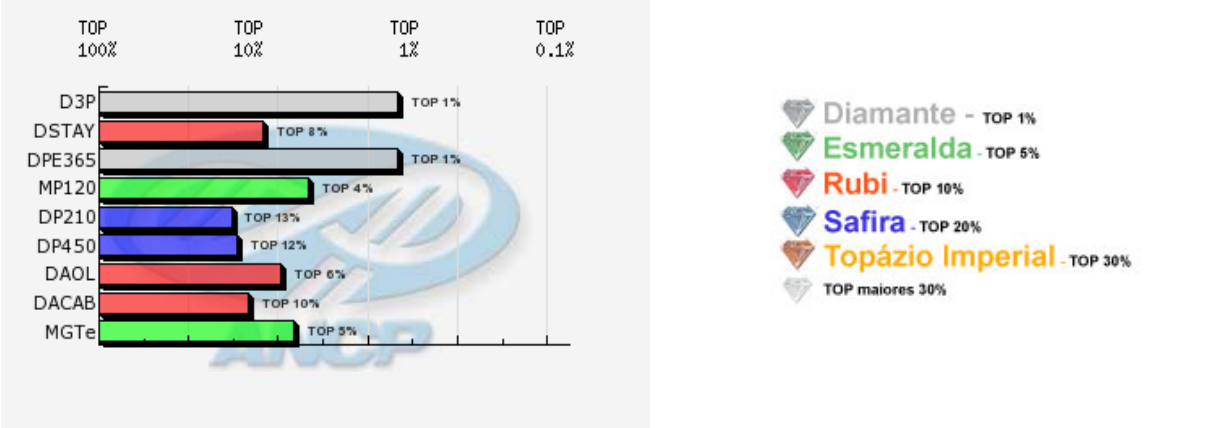 TOP TOP TOP TOP
100% 10% 1% 0.1%
D3P TOP 1%
DSTAY TOP 8%
DPE365 TOP 1%
MP120 TOP 4%
DP210 TOP 13%
DP450 TOP 12%
DAOL TOP 6%
DACAB TOP 10%
MGTe TOP 5%
ANCP
Diamante - TOP 1%
Esmeralda - TOP 5%
Rubi - TOP 10%
Safira - TOP 20%
Topázio Imperial - TOP 30%
TOP maiores 30%